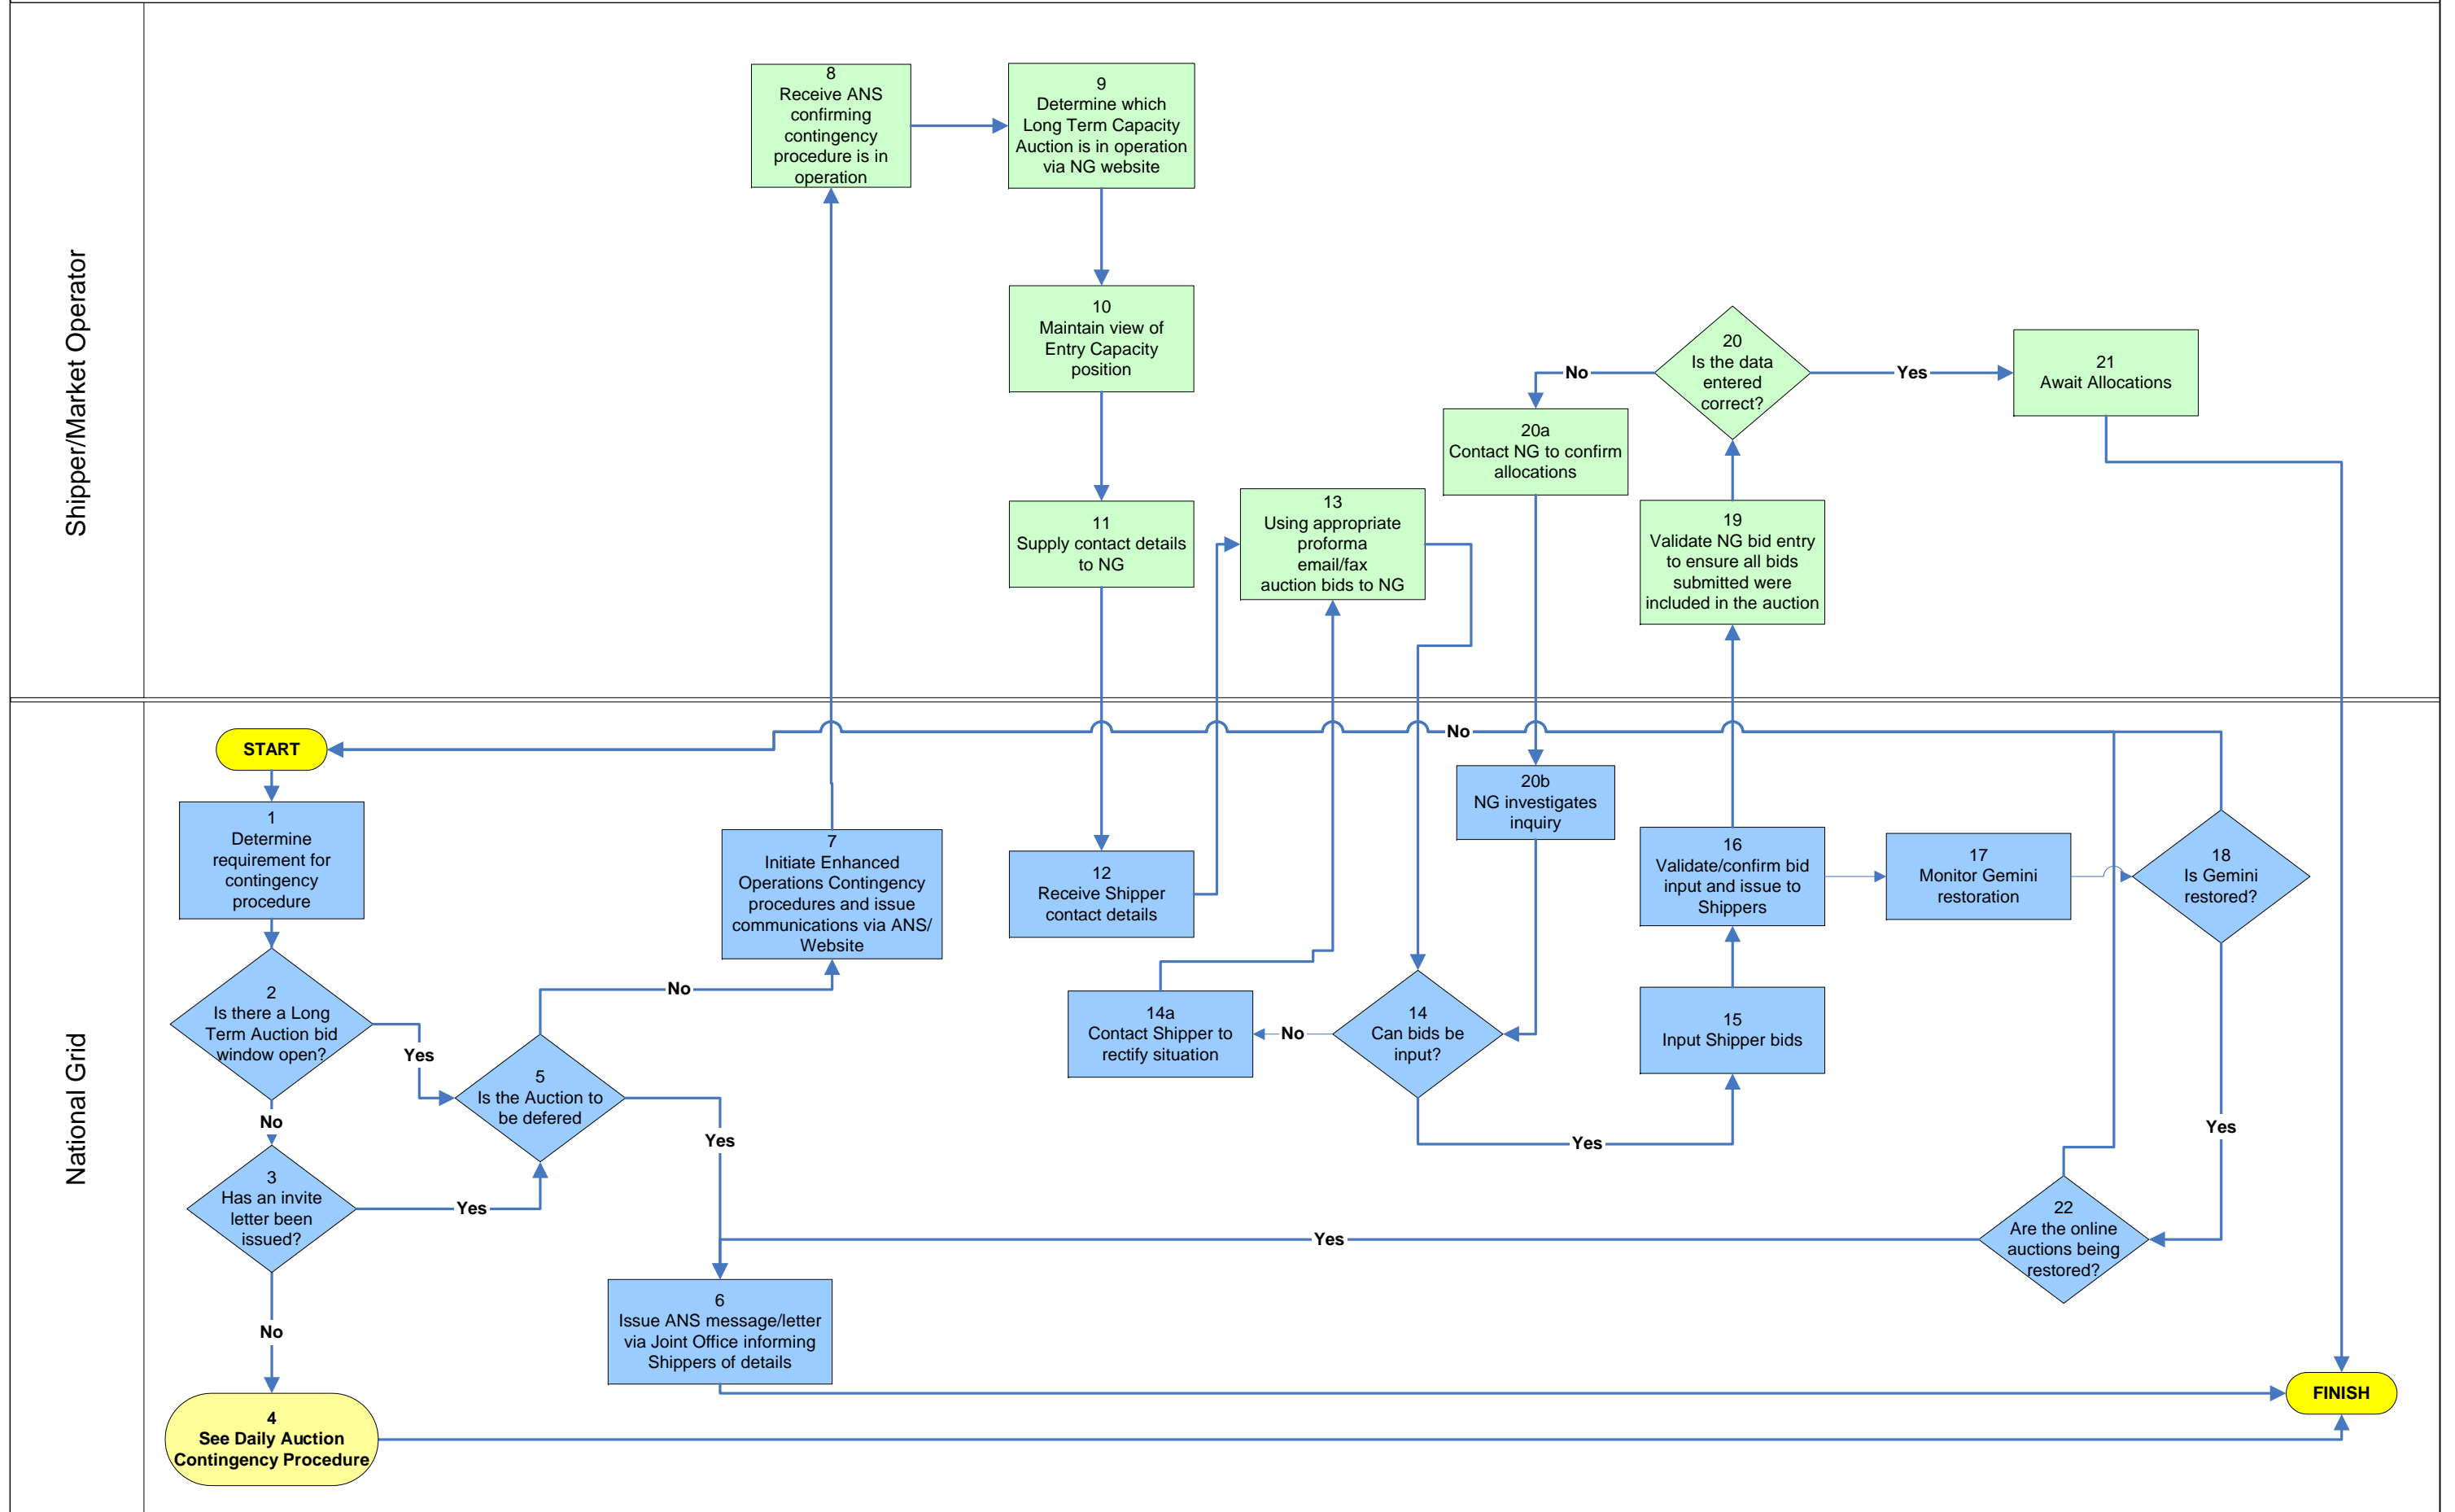 Shipper/Market Operator
8
Receive ANS
confirming
contingency
procedure is in
operation
9
Determine which
Long Term Capacity
Auction is in operation
via NG website
10
Maintain view of
Entry Capacity
position
11
Supply contact details
to NG
13
Using appropriate
proforma
email/fax
auction bids to NG
20
Is the data
entered
correct?
No
Yes
20a
Contact NG to confirm
allocations
21
Await Allocations
19
Validate NG bid entry
to ensure all bids
submitted were
included in the auction
National Grid
START
No
1
Determine
requirement for
contingency
procedure
2
Is there a Long
Term Auction bid
window open?
Yes
No
3
Has an invite
letter been
issued?
Yes
No
4
See Daily Auction
Contingency Procedure
5
Is the Auction to
be defered
No
Yes
6
Issue ANS message/letter
via Joint Office informing
Shippers of details
7
Initiate Enhanced
Operations Contingency
procedures and issue
communications via ANS/
Website
12
Receive Shipper
contact details
14a
Contact Shipper to
rectify situation
No
14
Can bids be
input?
Yes
20b
NG investigates
inquiry
15
Input Shipper bids
16
Validate/confirm bid
input and issue to
Shippers
17
Monitor Gemini
restoration
18
Is Gemini
restored?
Yes
22
Are the online
auctions being
restored?
Yes
FINISH